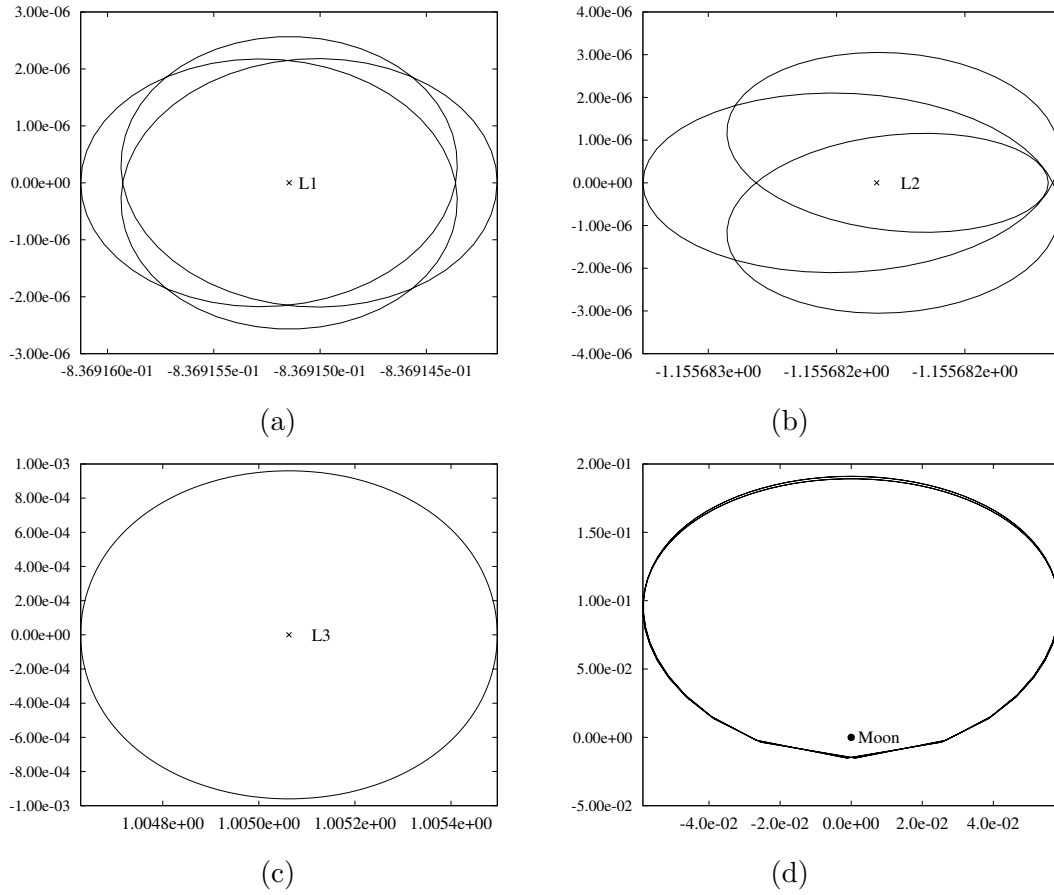 3.00e-06
2.00e-06
1.00e-06
0.00e+00
-1.00e-06
-2.00e-06
-3.00e-06
L1
-8.369160e-01 -8.369155e-01 -8.369150e-01 -8.369145e-01
(a)
4.00e-06
3.00e-06
2.00e-06
1.00e-06
0.00e+00
-1.00e-06
-2.00e-06
-3.00e-06
-4.00e-06
L2
-1.155683e+00 -1.155682e+00 -1.155682e+00
(b)
1.00e-03
8.00e-04
6.00e-04
4.00e-04
2.00e-04
0.00e+00
-2.00e-04
-4.00e-04
-6.00e-04
-8.00e-04
-1.00e-03
L3
1.0048e+00 1.0050e+00 1.0052e+00 1.0054e+00
(c)
2.00e-01
1.50e-01
1.00e-01
5.00e-02
0.00e+00
-5.00e-02
Moon
-4.0e-02 -2.0e-02 0.0e+00 2.0e-02 4.0e-02
(d)